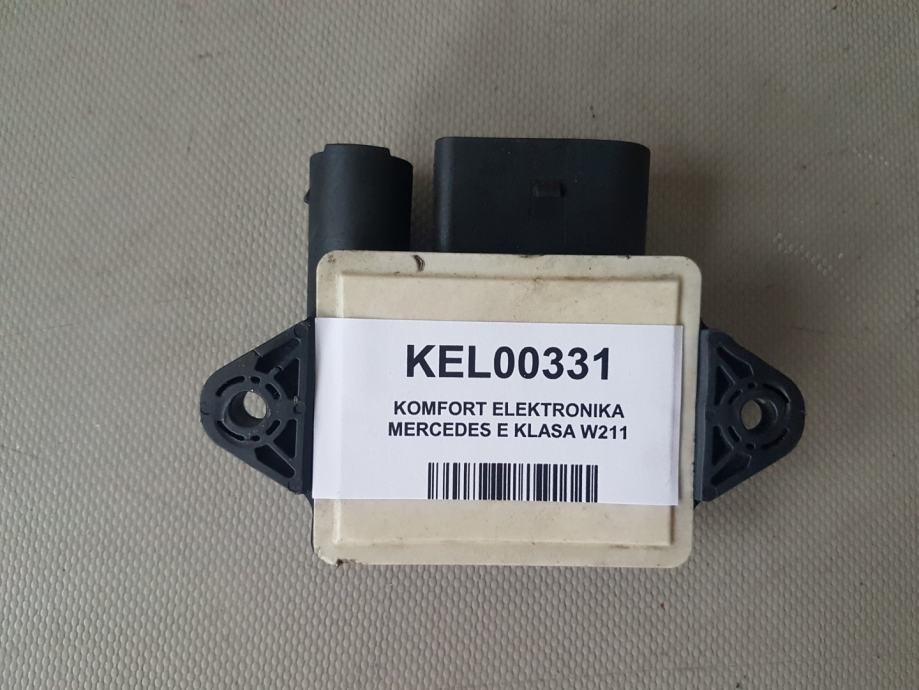 KEL00331
KOMFORT ELEKTRONIKA
MERCEDES E KLASA W211